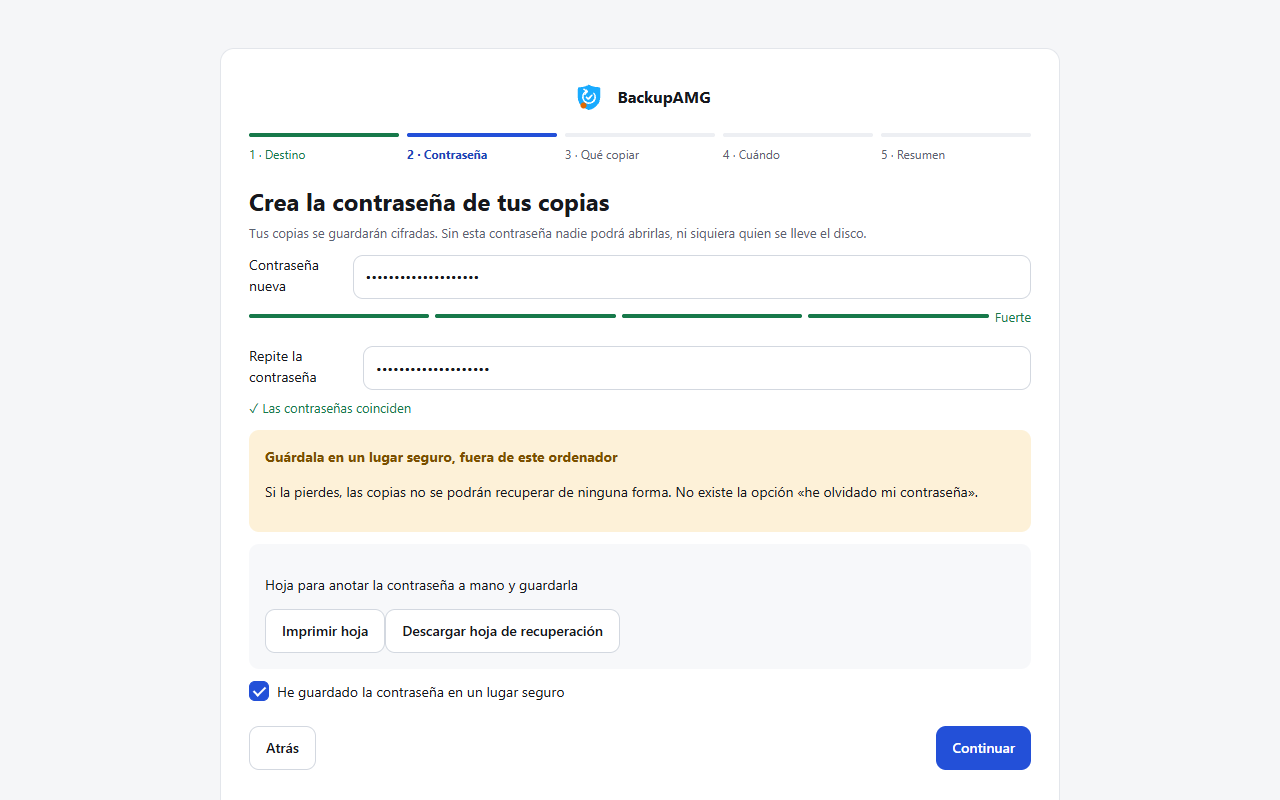 BackupAMG
1 · Destino
2 · Contraseña
3 · Qué copiar
4 · Cuándo
5 · Resumen
Crea la contraseña de tus copias
Tus copias se guardarán cifradas. Sin esta contraseña nadie podrá abrirlas, ni siquiera quien se lleve el disco.
Contraseña
nueva
••••••••••••••••••••
Fuerte
Repite la
contraseña
••••••••••••••••••••
✓ Las contraseñas coinciden
Guárdala en un lugar seguro, fuera de este ordenador
Si la pierdes, las copias no se podrán recuperar de ninguna forma. No existe la opción «he olvidado mi contraseña».
Hoja para anotar la contraseña a mano y guardarla
Imprimir hoja
Descargar hoja de recuperación
He guardado la contraseña en un lugar seguro
Atrás
Continuar